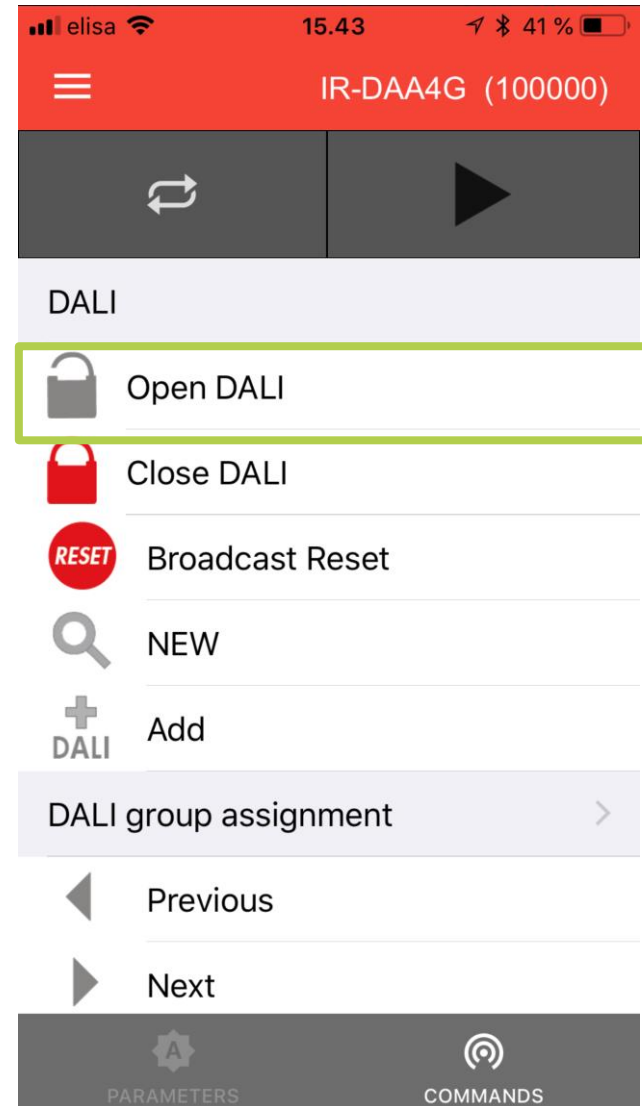 elisa 15.43 41 %
IR-DAA4G (100000)
DALI
Open DALI
Close DALI
RESET Broadcast Reset
NEW
DALI Add
DALI group assignment
Previous
Next
A
PARAMETERS COMMANDS